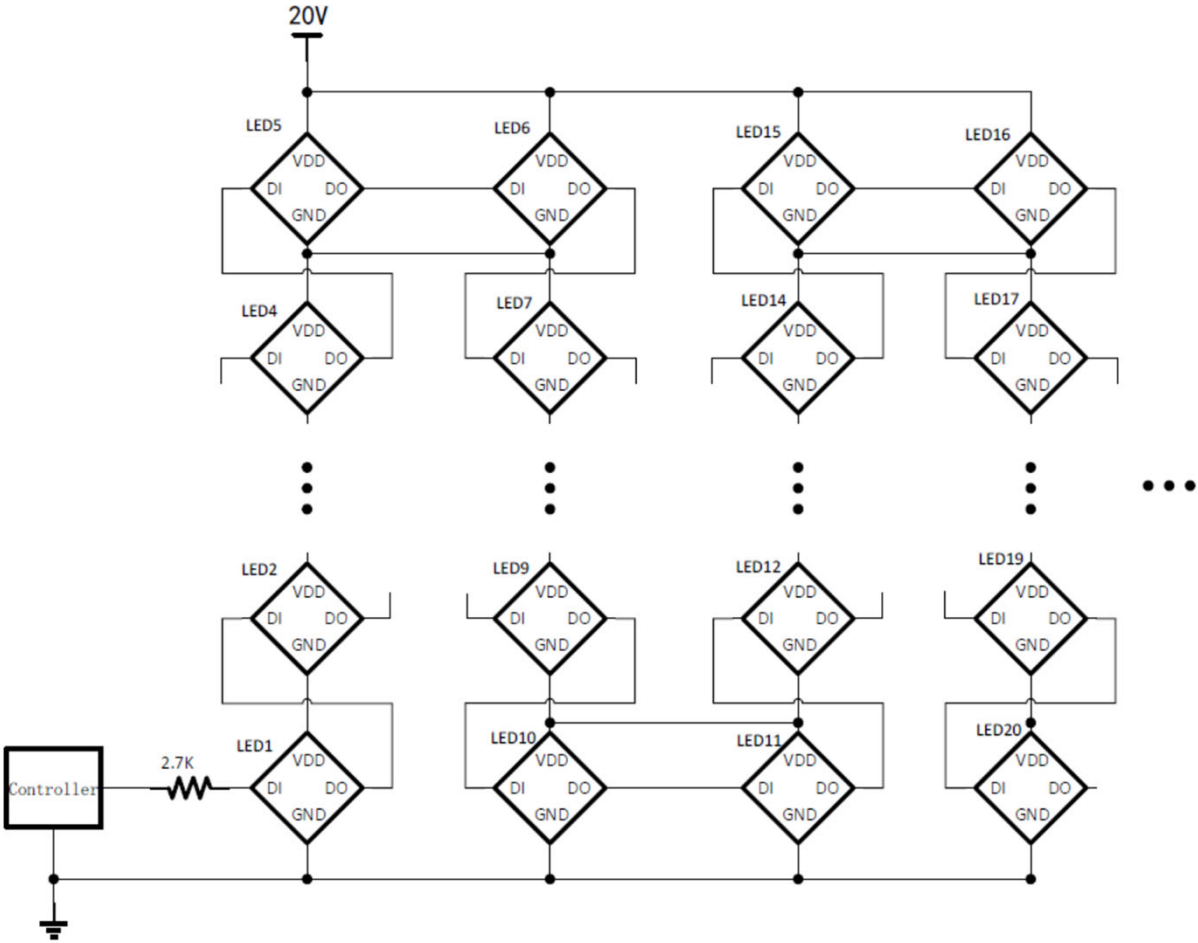 20V
LED5 LED6 LED15 LED16
VDD VDD VDD VDD
DI DO DI DO DI DO DI DO
GND GND GND GND
LED4 LED7 LED14 LED17
VDD VDD VDD VDD
DI DO DI DO DI DO DI DO
GND GND GND GND
LED2 LED9 LED12 LED19
VDD VDD VDD VDD
DI DO DI DO DI DO DI DO
GND GND GND GND
LED1 LED10 LED11 LED20
VDD VDD VDD VDD
2.7K
Controller DI DO DI DO DI DO DI DO
GND GND GND GND